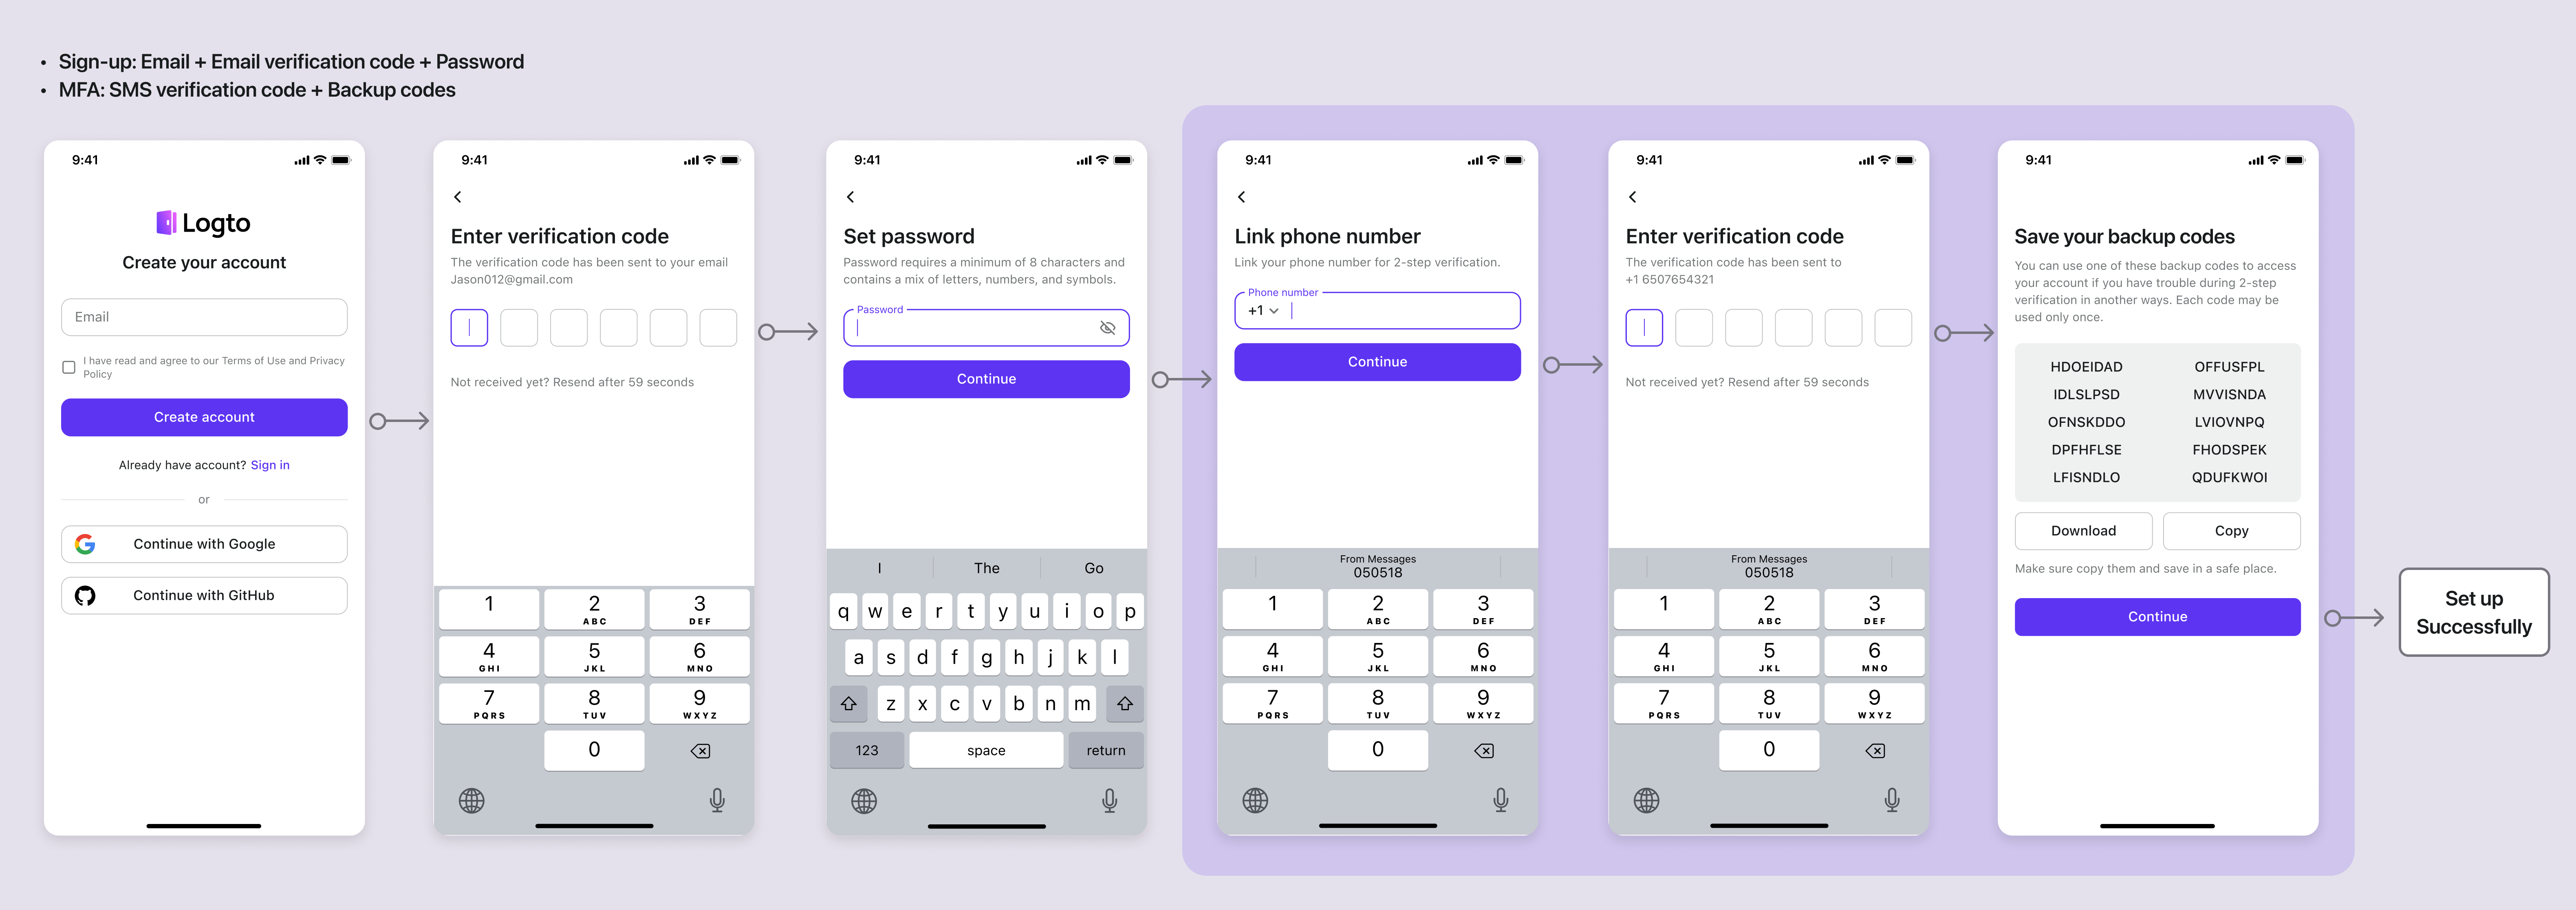 • Sign-up: Email + Email verification code + Password
• MFA: SMS verification code + Backup codes
9:41
Logto
Create your account
Email
I have read and agree to our Terms of Use and Privacy
Policy
Create account
Already have account? Sign in
or
Continue with Google
Continue with GitHub
9:41
Enter verification code
The verification code has been sent to your email
Jason012@gmail.com
Not received yet? Resend after 59 seconds
1 2 3
ABC DEF
4 5 6
GHI JKL MNO
7 8 9
PQRS TUV WXYZ
0
9:41
Set password
Password requires a minimum of 8 characters and
contains a mix of letters, numbers, and symbols.
Password
Continue
I The Go
q w e r t y u i o p
a s d f g h j k l
z x c v b n m
123 space return
9:41
Link phone number
Link your phone number for 2-step verification.
Phone number
+1
Continue
From Messages
050518
1 2 3
ABC DEF
4 5 6
GHI JKL MNO
7 8 9
PQRS TUV WXYZ
0
9:41
Enter verification code
The verification code has been sent to
+1 6507654321
Not received yet? Resend after 59 seconds
From Messages
050518
1 2 3
ABC DEF
4 5 6
GHI JKL MNO
7 8 9
PQRS TUV WXYZ
0
9:41
Save your backup codes
You can use one of these backup codes to access
your account if you have trouble during 2-step
verification in another ways. Each code may be
used only once.
HDOEIDAD OFFUSFPL
IDLSLPSD MVVISNDA
OFNSKDDO LVIOVNPQ
DPFHFLSE FHODSPEK
LFISNDLO QDUFKWOI
Download Copy
Make sure copy them and save in a safe place.
Continue
Set up
Successfully